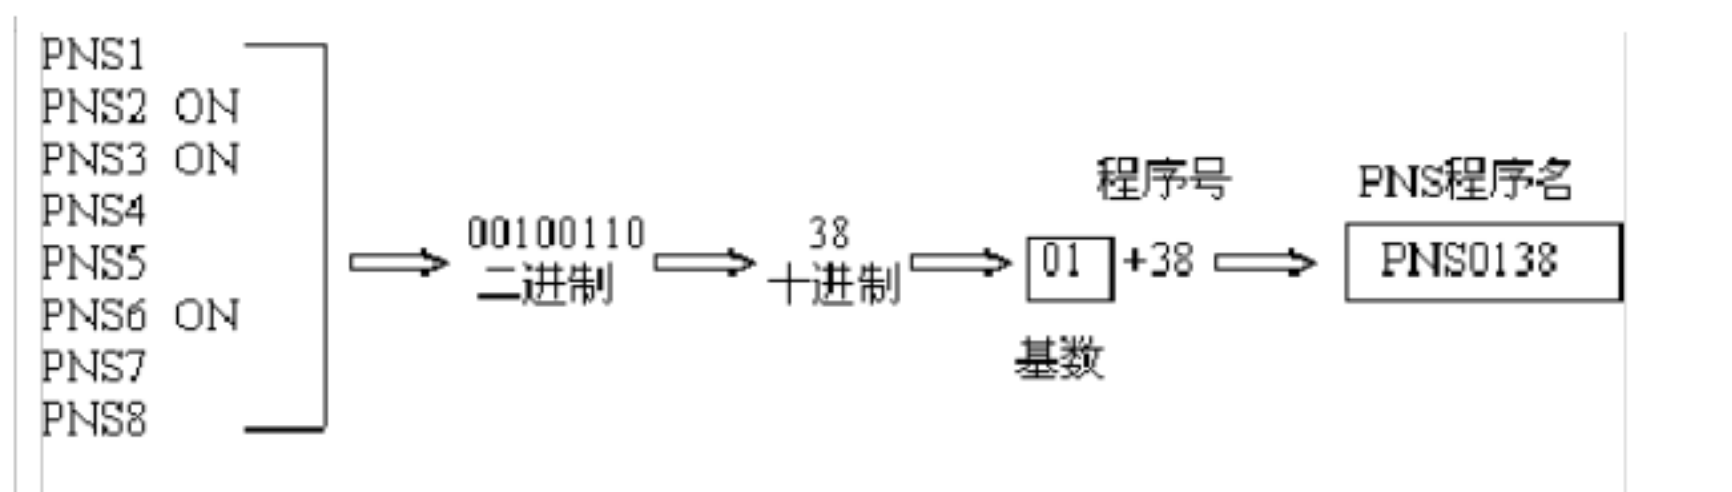 PNS1
PNS2 ON
PNS3 ON
PNS4
PNS5
PNS6 ON
PNS7
PNS8
00100110
二进制
38
十进制
程序号
01 +38
基数
PNS程序名
PNS0138